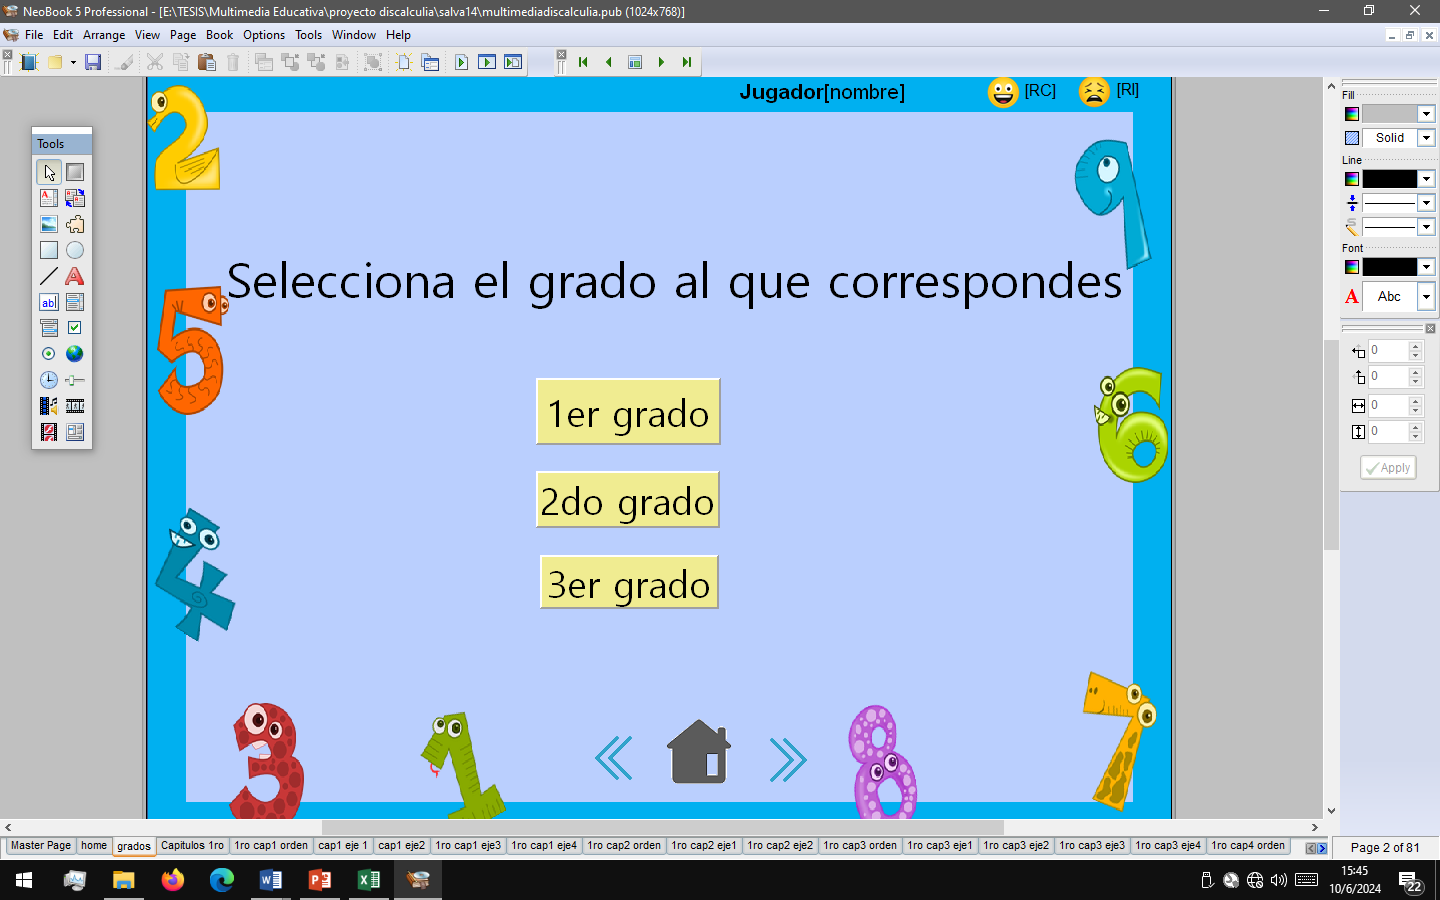 NeoBook 5 Professional - [E:\TESIS\Multimedia Educativa\proyecto discalculia\salva14\multimediadiscalculia.pub (1024x768)]
File Edit Arrange View Page Book Options Tools Window Help
Jugador[nombre] [RC] [RI]
Tools
Fill
Solid
Line
Font
Abc
0
0
0
0
Apply
Selecciona el grado al que correspondes
1er grado
2do grado
3er grado
Master Page home grados Capitulos 1ro 1ro cap1 orden cap1 eje 1 cap1 eje2 1ro cap1 eje3 1ro cap1 eje4 1ro cap2 orden 1ro cap2 eje1 1ro cap2 eje2 1ro cap3 orden 1ro cap3 eje1 1ro cap3 eje2 1ro cap3 eje3 1ro cap3 eje4 1ro cap4 orden Page 2 of 81
15:45
10/6/2024
22